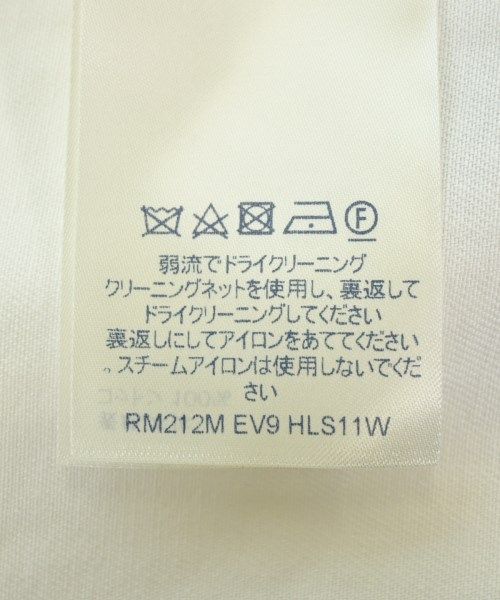 F
弱流でドライクリーニング
クリーニングネットを使用し、裏返して
ドライクリーニングしてください
裏返しにしてアイロンをあててください
。スチームアイロンは使用しないでくだ
さい
RM212M EV9 HLS11W